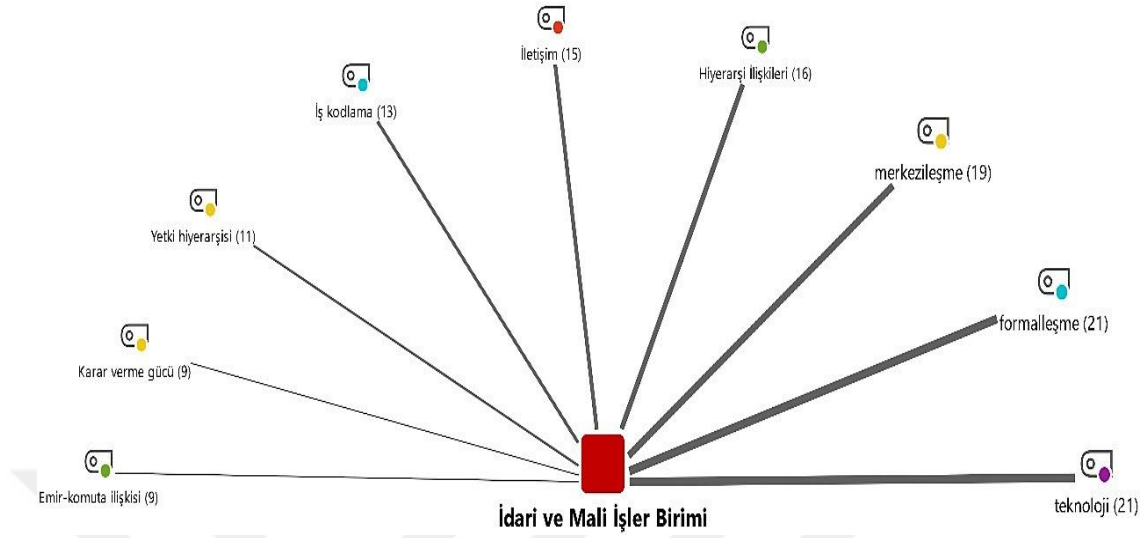 İletişim (15)
Hiyerarşi İlişkileri (16)
İş kodlama (13)
merkezileşme (19)
Yetki hiyerarşisi (11)
formalleşme (21)
Karar verme gücü (9)
Emir-komuta ilişkisi (9)
teknoloji (21)
İdari ve Mali İşler Birimi